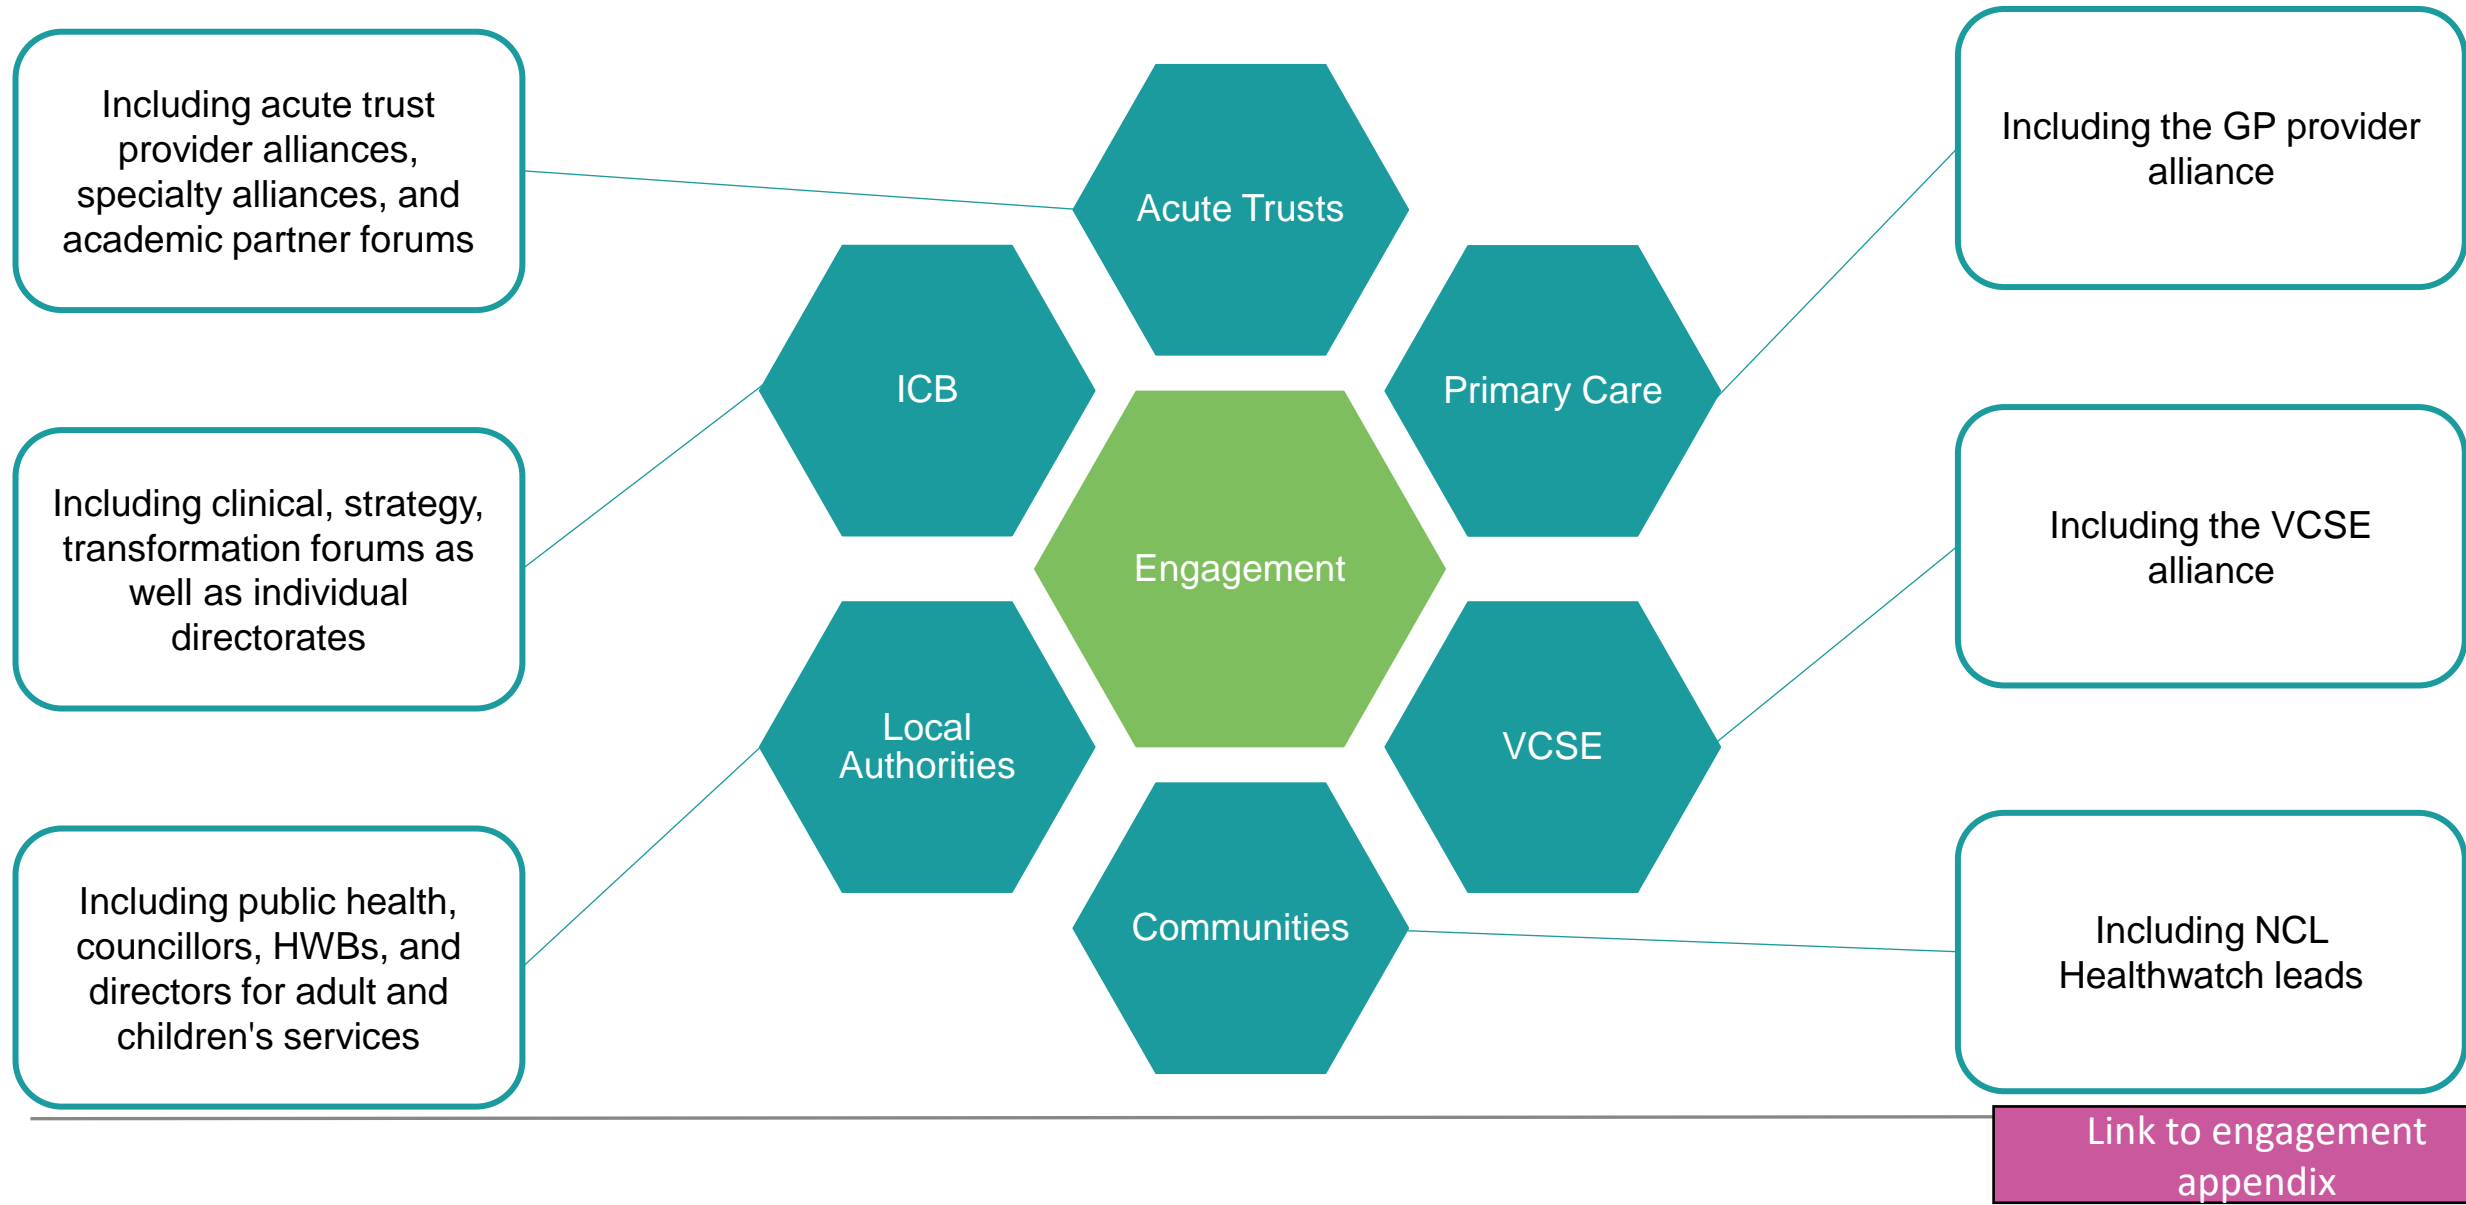 Including acute trust
provider alliances,
specialty alliances, and
academic partner forums
Including clinical, strategy,
transformation forums as
well as individual
directorates
Including public health,
councillors, HWBs, and
directors for adult and
children's services
Acute Trusts
ICB
Primary Care
Engagement
Local
Authorities
VCSE
Communities
Including the GP provider
alliance
Including the VCSE
alliance
Including NCL
Healthwatch leads
Link to engagement
appendix